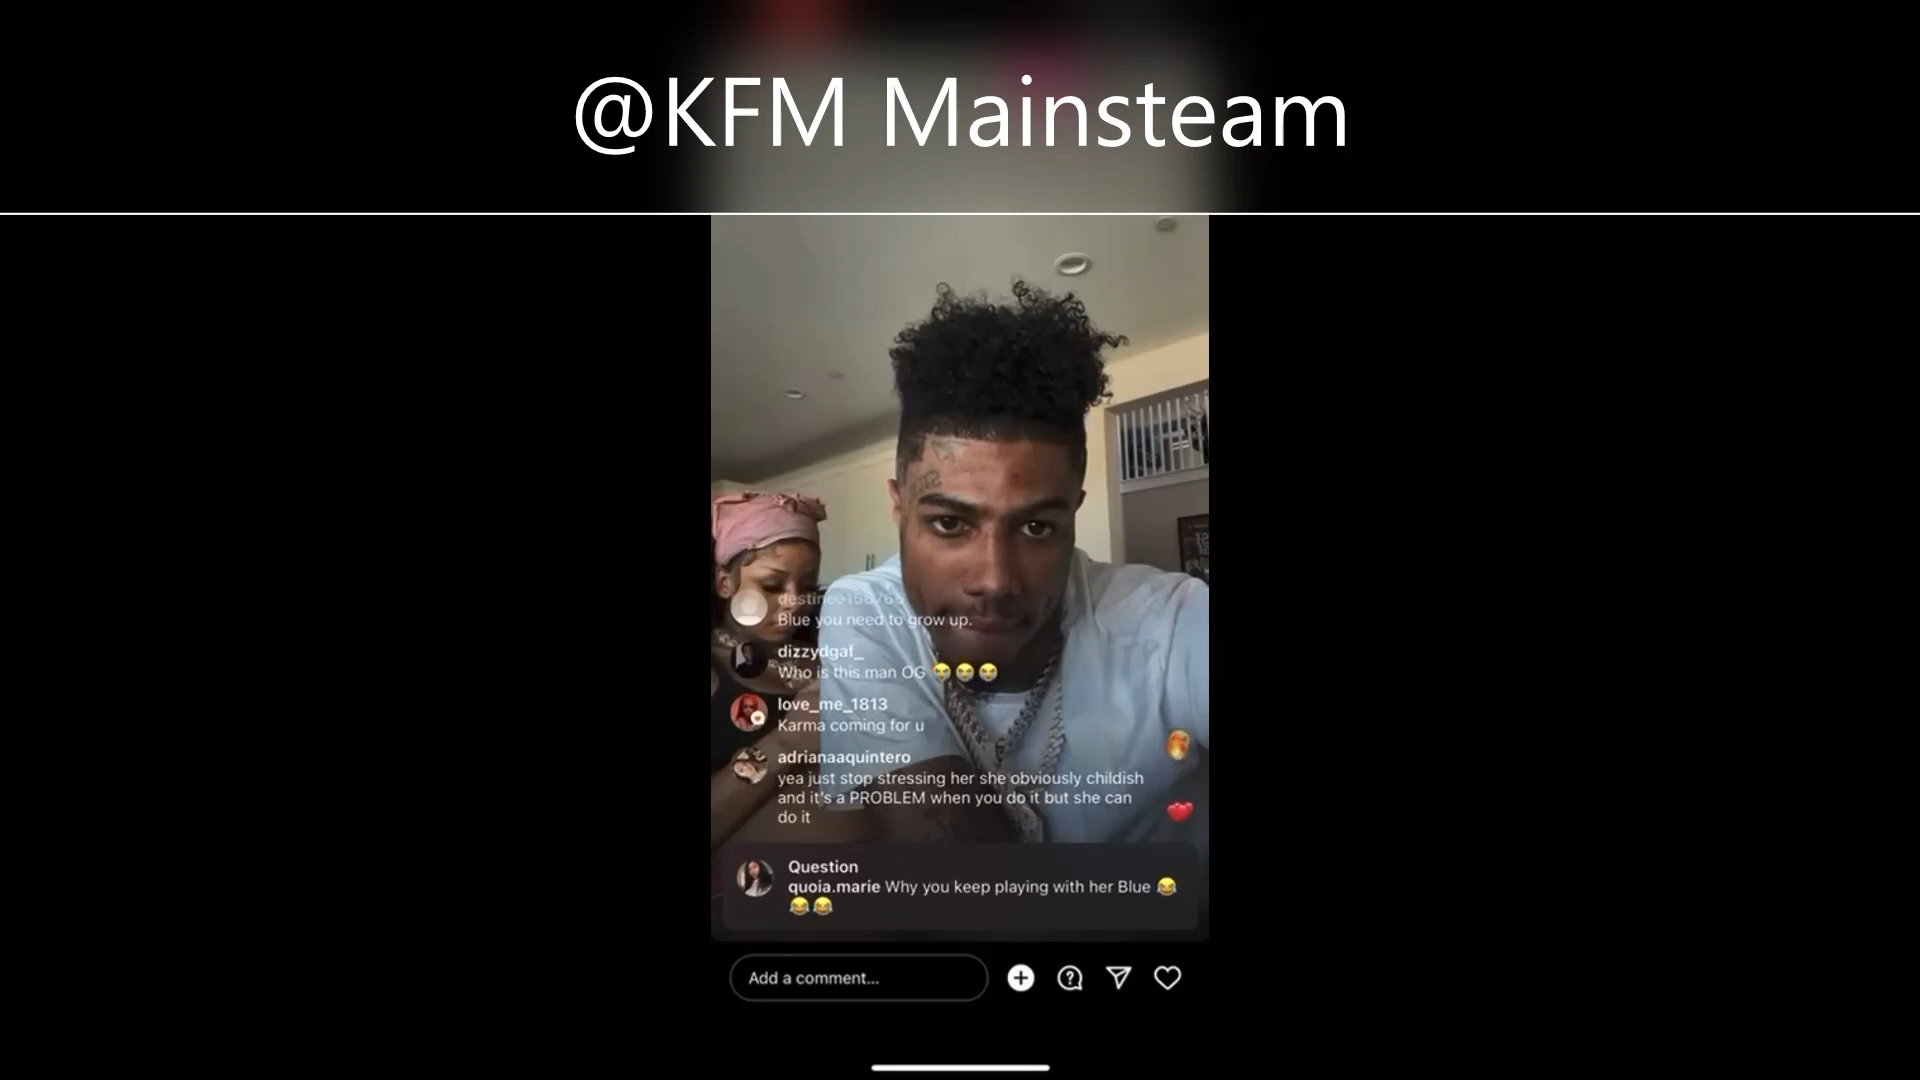 @KFM Mainsteam
destinee156765
Blue you need to grow up.
dizzydgaf_
Who is this man OG 😭😭😭
love_me_1813
Karma coming for u
adrianaaquintero
yea just stop stressing her she obviously childish
and it's a PROBLEM when you do it but she can
do it
Question
quoia.marie Why you keep playing with her Blue 😂
😂😂
Add a comment...